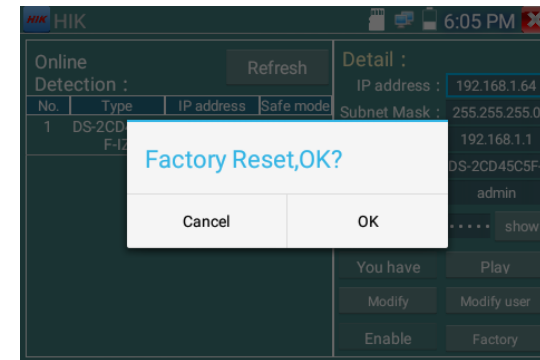 HIK HIK 6:05 PM
Online Detection :
Refresh
No. Type IP address Safe mode
1 DS-2CD
F-IZ
Detail :
IP address : 192.168.1.64
Subnet Mask : 255.255.255.0
192.168.1.1
DS-2CD45C5F-
admin
show
Factory Reset,OK?
Cancel OK
You have Play
Modify Modify user
Enable Factory